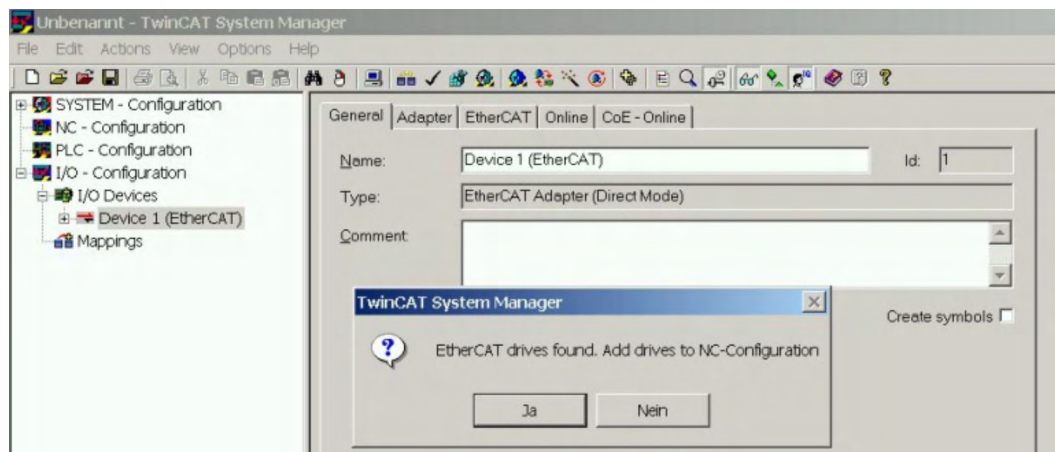 Unbenannt - TwinCAT System Manager
File Edit Actions View Options Help
SYSTEM - Configuration
NC - Configuration
PLC - Configuration
I/O - Configuration
I/O Devices
Device 1 (EtherCAT)
Mappings
General Adapter EtherCAT Online CoE - Online
Name: Device 1 (EtherCAT) Id: 1
Type: EtherCAT Adapter (Direct Mode)
Comment:
TwinCAT System Manager
Create symbols
EtherCAT drives found. Add drives to NC-Configuration
Ja Nein